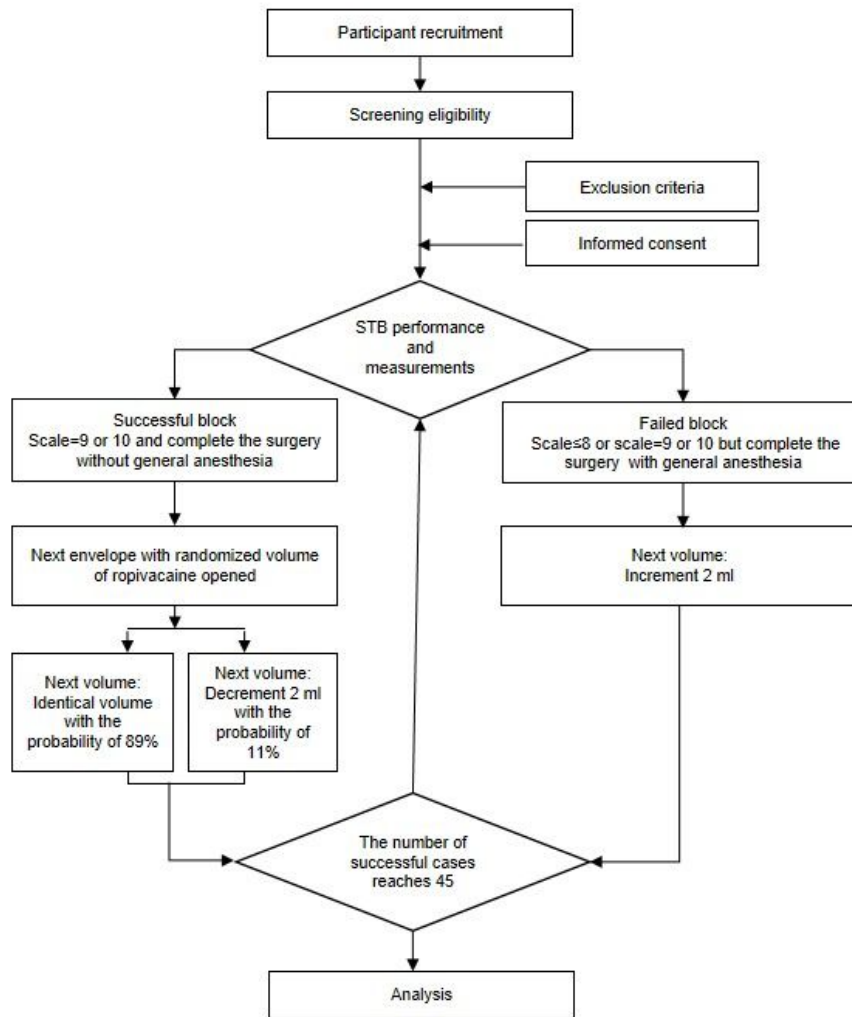 Participant recruitment
Screening eligibility
Exclusion criteria
Informed consent
STB performance
and
measurements
Successful block
Scale=9 or 10 and complete the surgery
without general anesthesia
Failed block
Scale≤8 or scale=9 or 10 but complete the
surgery with general anesthesia
Next envelope with randomized volume
of ropivacaine opened
Next volume:
Increment 2 ml
Next volume:
Identical volume
with the
probability of 89%
Next volume:
Decrement 2 ml
with the
probability of
11%
The number of
successful cases
reaches 45
Analysis